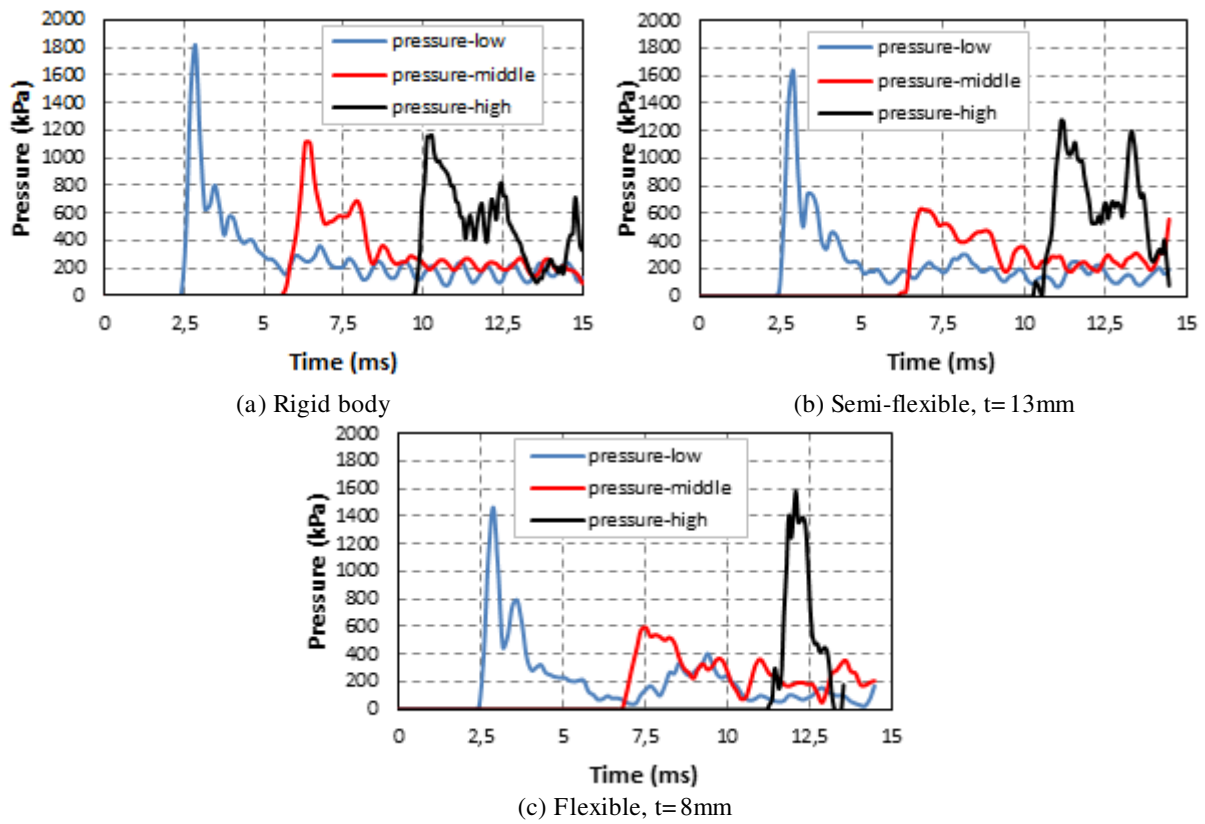 2000
1800
1600
1400
1200
1000
800
600
400
200
0
Pressure (kPa)
pressure-low
pressure-middle
pressure-high
0 2,5 5 7,5 10 12,5 15
Time (ms)
(a) Rigid body
2000
1800
1600
1400
1200
1000
800
600
400
200
0
Pressure (kPa)
pressure-low
pressure-middle
pressure-high
0 2,5 5 7,5 10 12,5 15
Time (ms)
(b) Semi-flexible, t=13mm
2000
1800
1600
1400
1200
1000
800
600
400
200
0
Pressure (kPa)
pressure-low
pressure-middle
pressure-high
0 2,5 5 7,5 10 12,5 15
Time (ms)
(c) Flexible, t=8mm